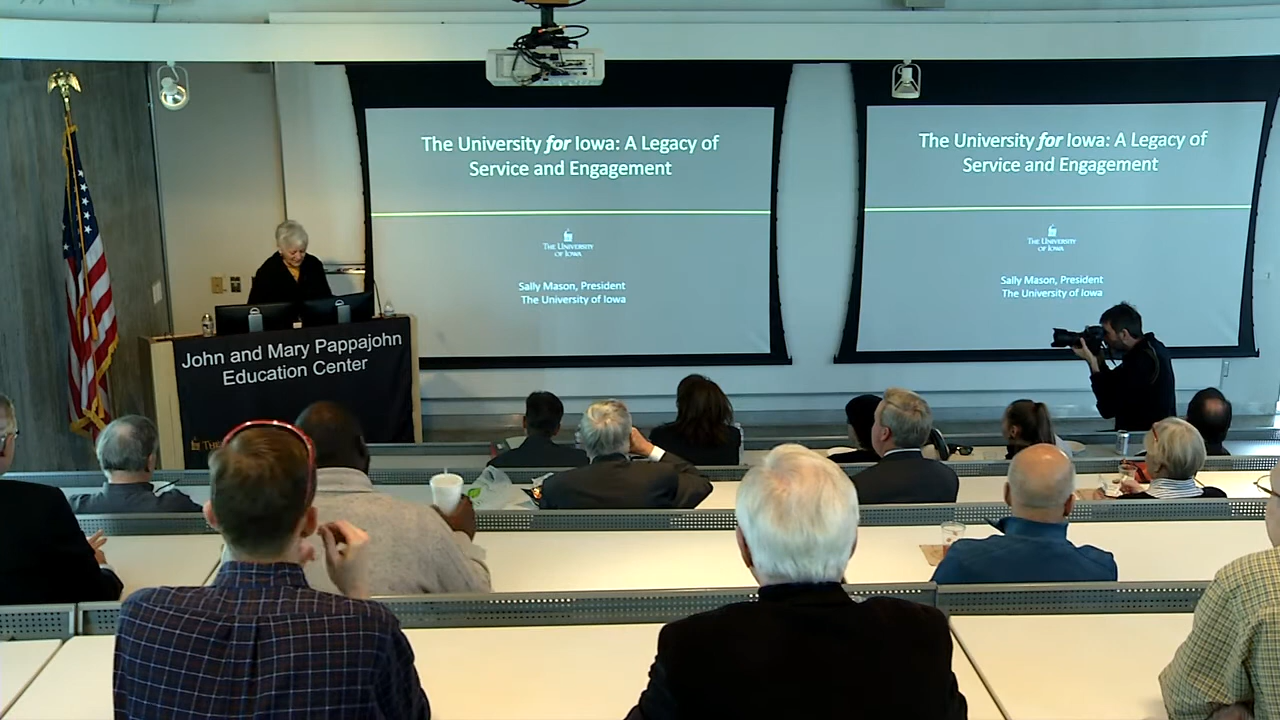 The University for Iowa: A Legacy of
Service and Engagement
THE UNIVERSITY
OF IOWA
Sally Mason, President
The University of Iowa
The University for Iowa: A Legacy of
Service and Engagement
THE UNIVERSITY
OF IOWA
Sally Mason, President
The University of Iowa
John and Mary Pappajohn
Education Center
THE